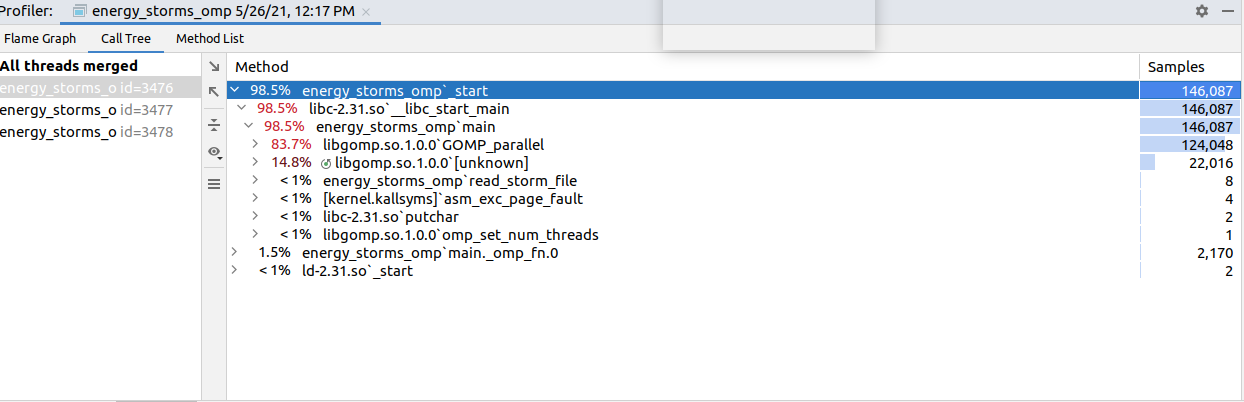 Profiler: energy_storms_omp 5/26/21, 12:17 PM
Flame Graph Call Tree Method List
All threads merged
energy_storms_o id=3476
energy_storms_o id=3477
energy_storms_o id=3478
Method Samples
98.5% energy_storms_omp`_start 146,087
98.5% libc-2.31.so`__libc_start_main 146,087
98.5% energy_storms_omp`main 146,087
83.7% libgomp.so.1.0.0`GOMP_parallel 124,048
14.8% libgomp.so.1.0.0`[unknown] 22,016
< 1% energy_storms_omp`read_storm_file 8
< 1% [kernel.kallsyms]`asm_exc_page_fault 4
< 1% libc-2.31.so`putchar 2
< 1% libgomp.so.1.0.0`omp_set_num_threads 1
1.5% energy_storms_omp`main._omp_fn.0 2,170
< 1% ld-2.31.so`_start 2